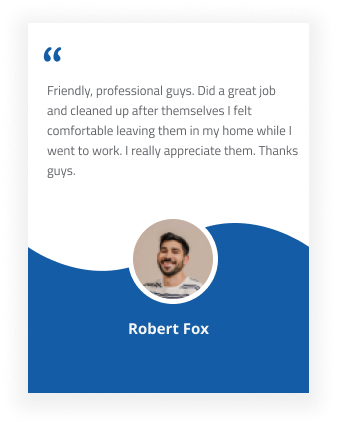 “
Friendly, professional guys. Did a great job
and cleaned up after themselves I felt
comfortable leaving them in my home while I
went to work. I really appreciate them. Thanks
guys.
Robert Fox